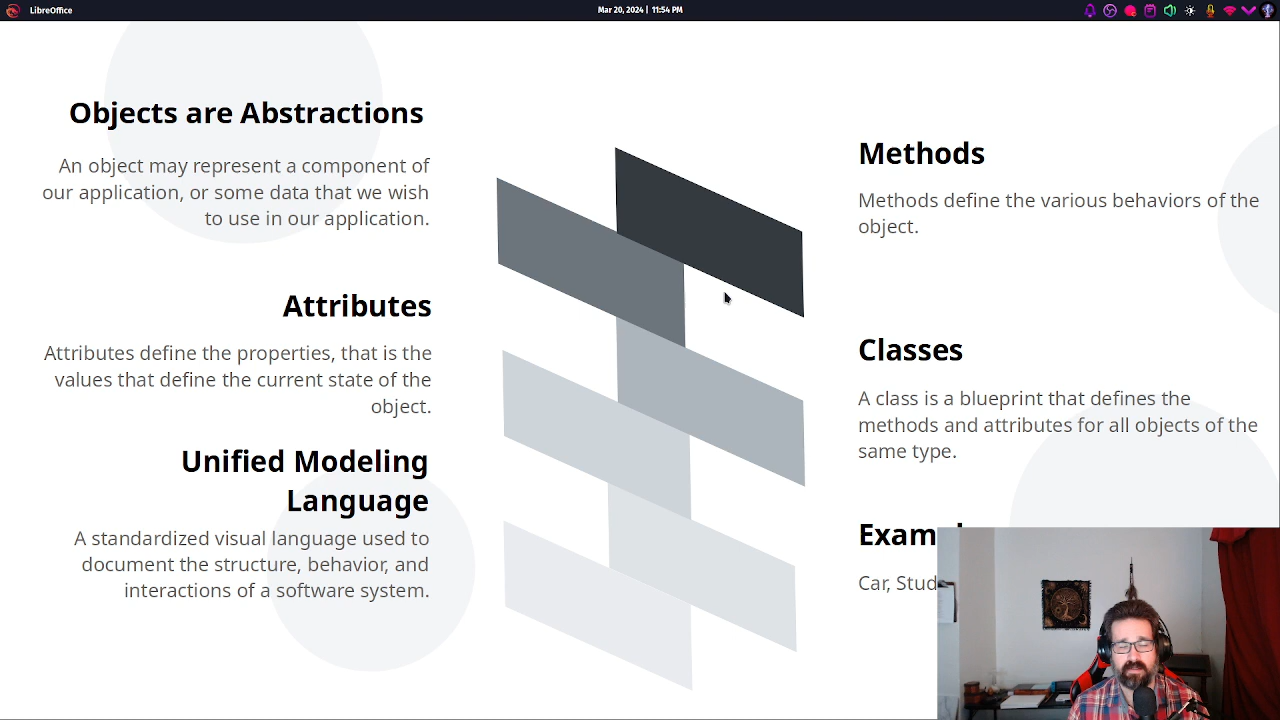 LibreOffice
Mar 20, 2024 | 11:54 PM
Objects are Abstractions
An object may represent a component of
our application, or some data that we wish
to use in our application.
Attributes
Attributes define the properties, that is the
values that define the current state of the
object.
Unified Modeling
Language
A standardized visual language used to
document the structure, behavior, and
interactions of a software system.
Methods
Methods define the various behaviors of the
object.
Classes
A class is a blueprint that defines the
methods and attributes for all objects of the
same type.
Car,